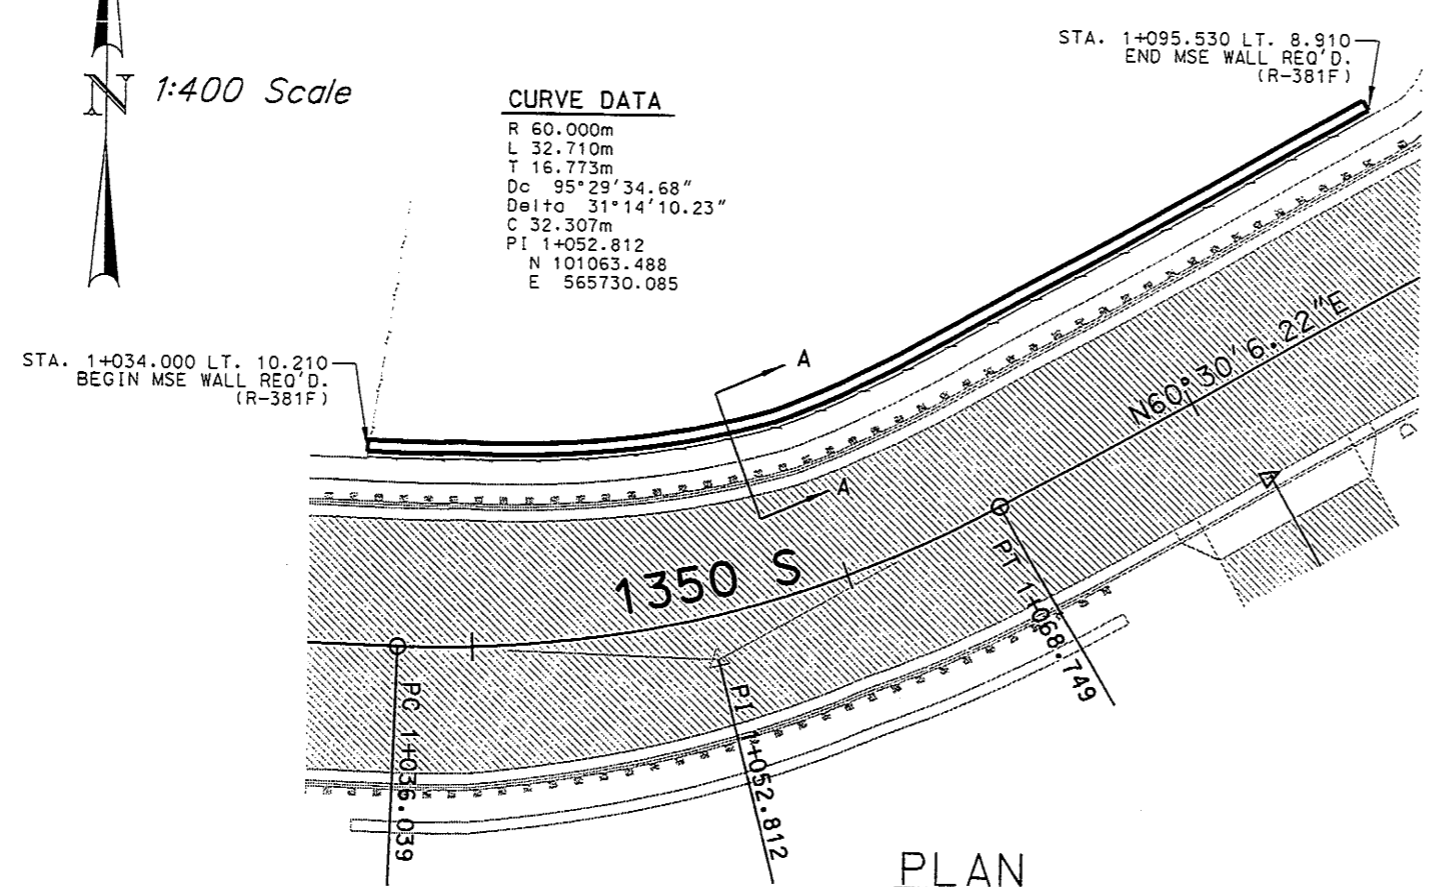 STA. 1+095.530 LT. 8.910
END MSE WALL REQ'D.
(R-381F)
N 1:400 Scale
CURVE DATA
R 60.000m
L 32.710m
T 16.773m
Dc 95°29'34.68"
Delta 31°14'10.23"
C 32.307m
PI 1+052.812
N 101063.488
E 565730.085
STA. 1+034.000 LT. 10.210
BEGIN MSE WALL REQ'D.
(R-381F)
A
A
N60°30'6.22"E
1350 S
PT 1+068.749
PC 1+036.039
PI 1+052.812
PLAN